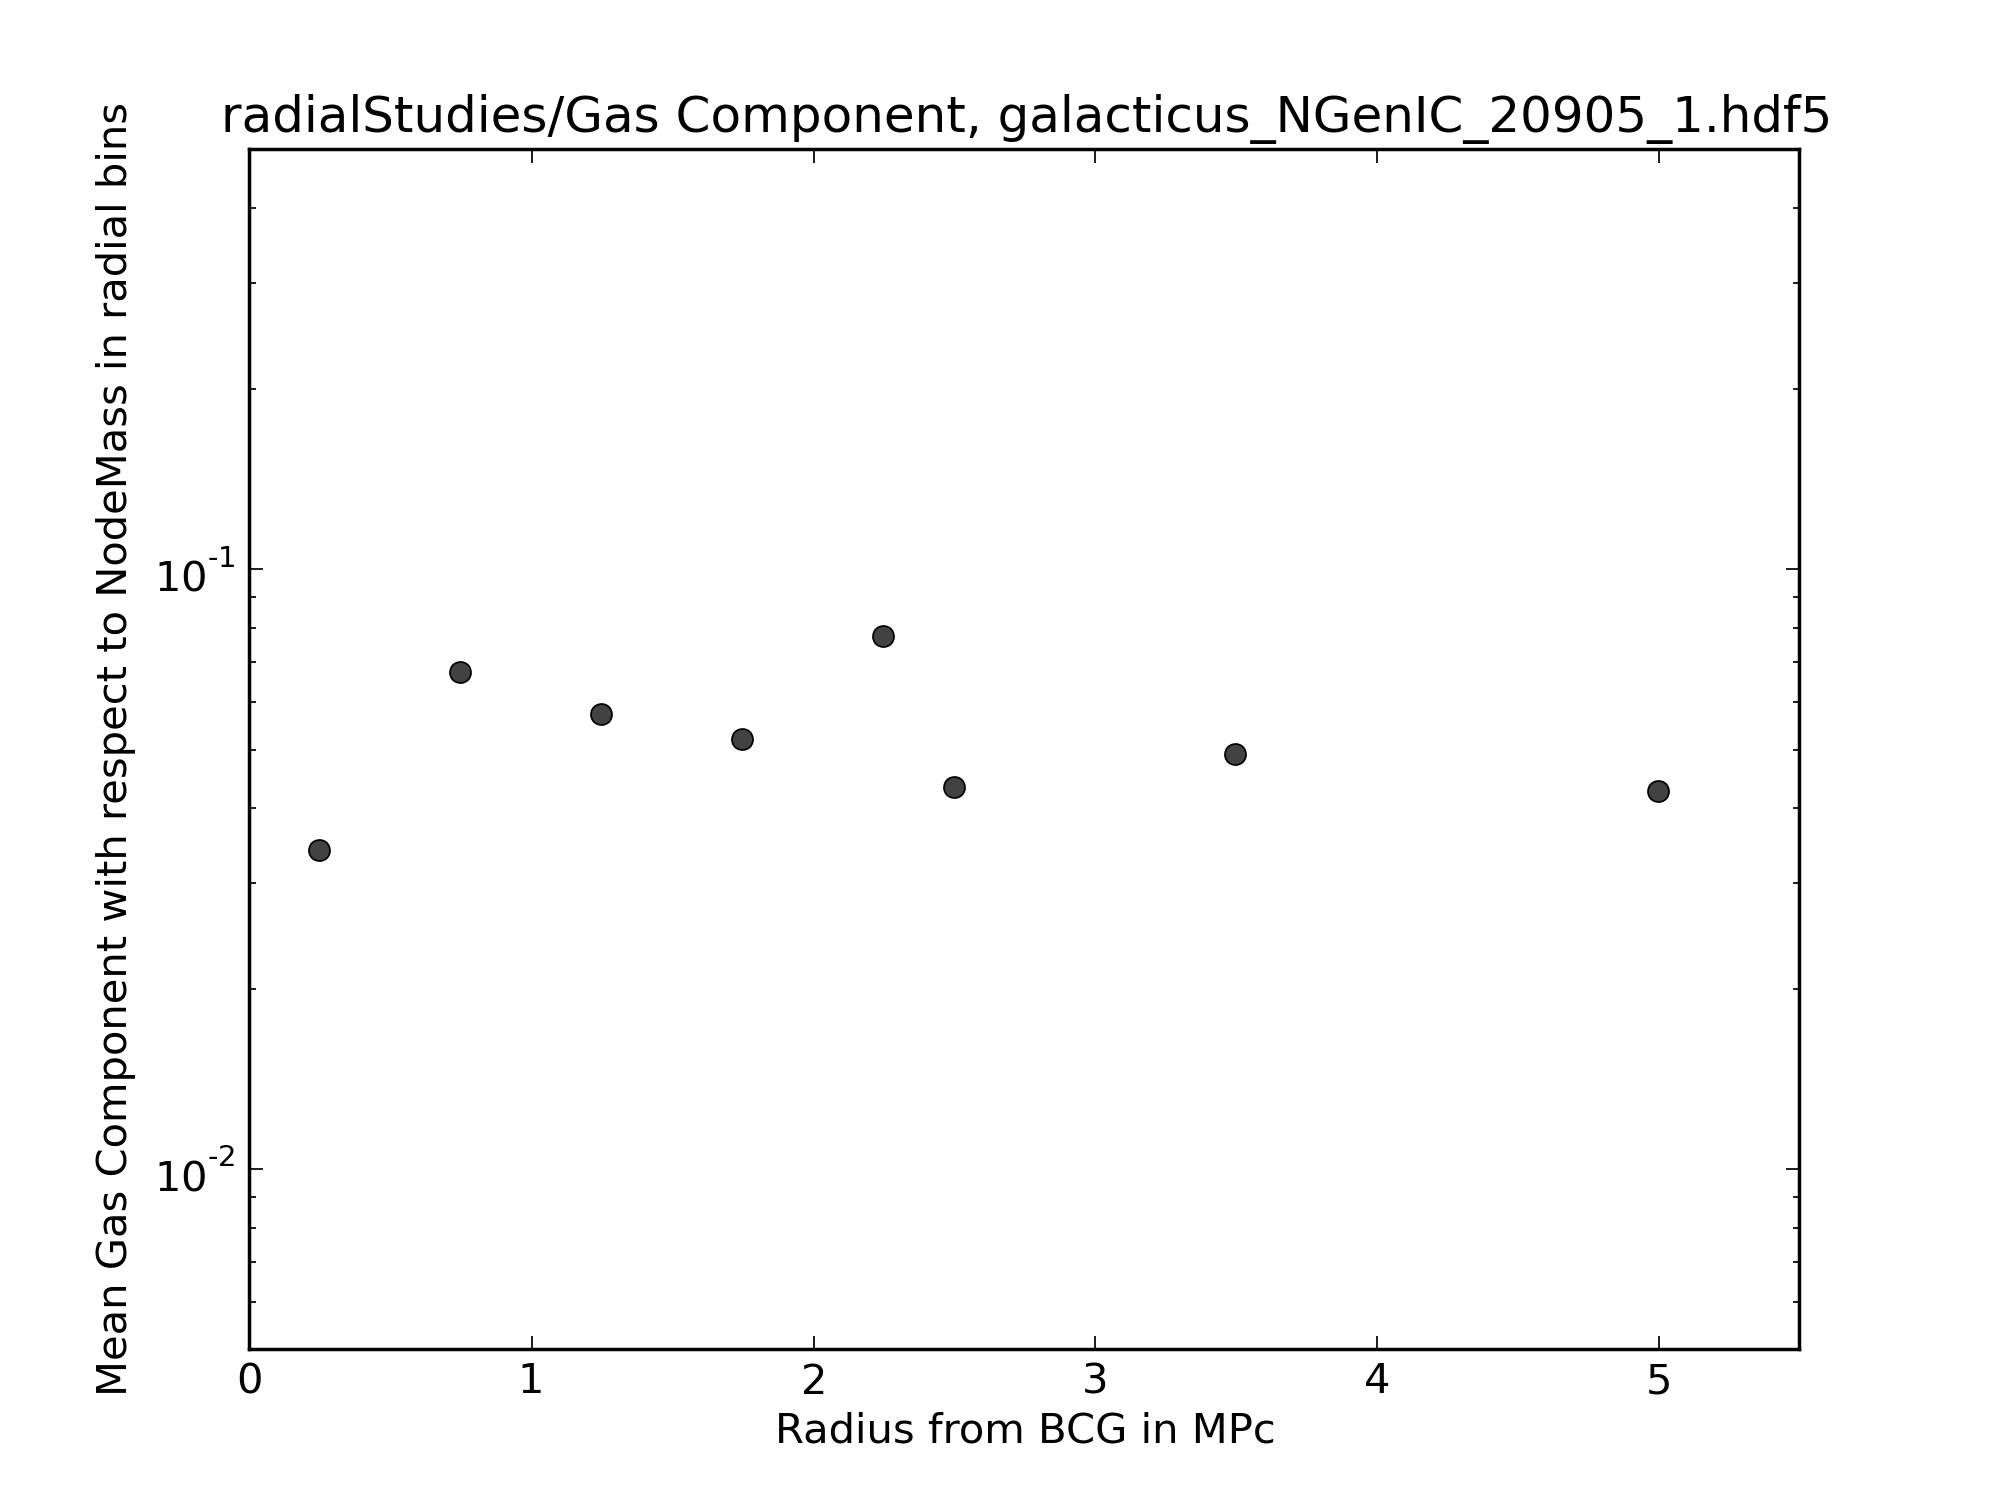 radialStudies/Gas Component, galacticus_NGenIC_20905_1.hdf5
Mean Gas Component with respect to NodeMass in radial bins
10^-1
10^-2
0 1 2 3 4 5
Radius from BCG in MPc